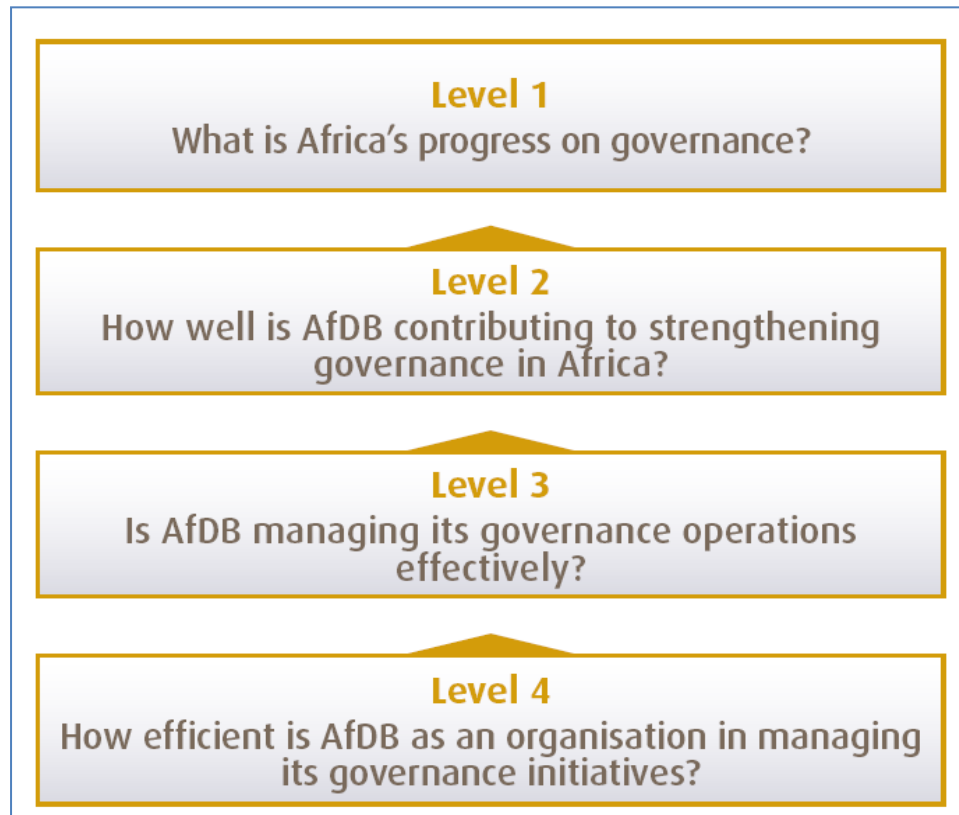 Level 1
What is Africa’s progress on governance?
Level 2
How well is AfDB contributing to strengthening
governance in Africa?
Level 3
Is AfDB managing its governance operations
effectively?
Level 4
How efficient is AfDB as an organisation in managing
its governance initiatives?